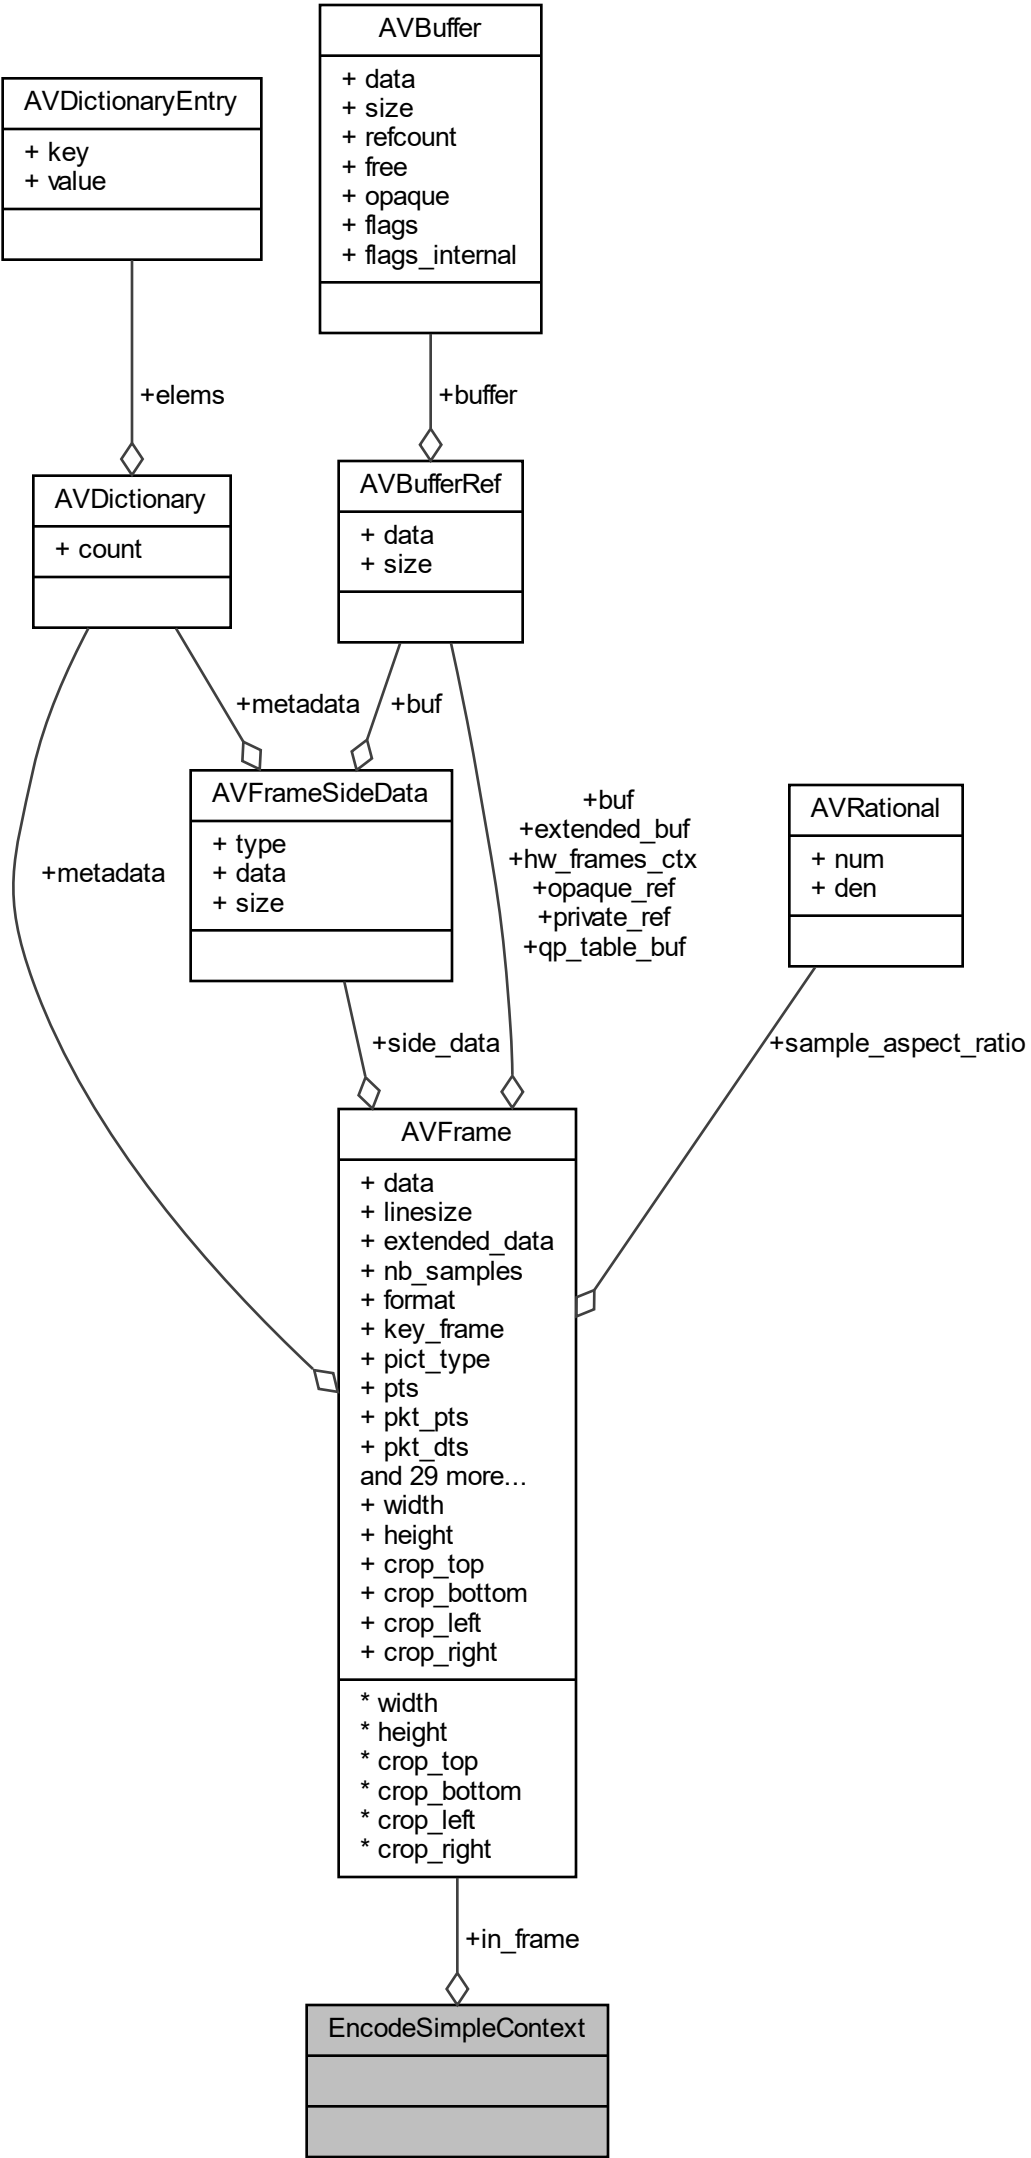 AVBuffer
+ data
+ size
+ refcount
+ free
+ opaque
+ flags
+ flags_internal
AVDictionaryEntry
+ key
+ value
+elems
+buffer
AVDictionary
+ count
AVBufferRef
+ data
+ size
+metadata
+buf
AVFrameSideData
+ type
+ data
+ size
+buf
+extended_buf
+hw_frames_ctx
+opaque_ref
+private_ref
+qp_table_buf
AVRational
+ num
+ den
+metadata
+side_data
+sample_aspect_ratio
AVFrame
+ data
+ linesize
+ extended_data
+ nb_samples
+ format
+ key_frame
+ pict_type
+ pts
+ pkt_pts
+ pkt_dts
and 29 more...
+ width
+ height
+ crop_top
+ crop_bottom
+ crop_left
+ crop_right
* width
* height
* crop_top
* crop_bottom
* crop_left
* crop_right
+in_frame
EncodeSimpleContext